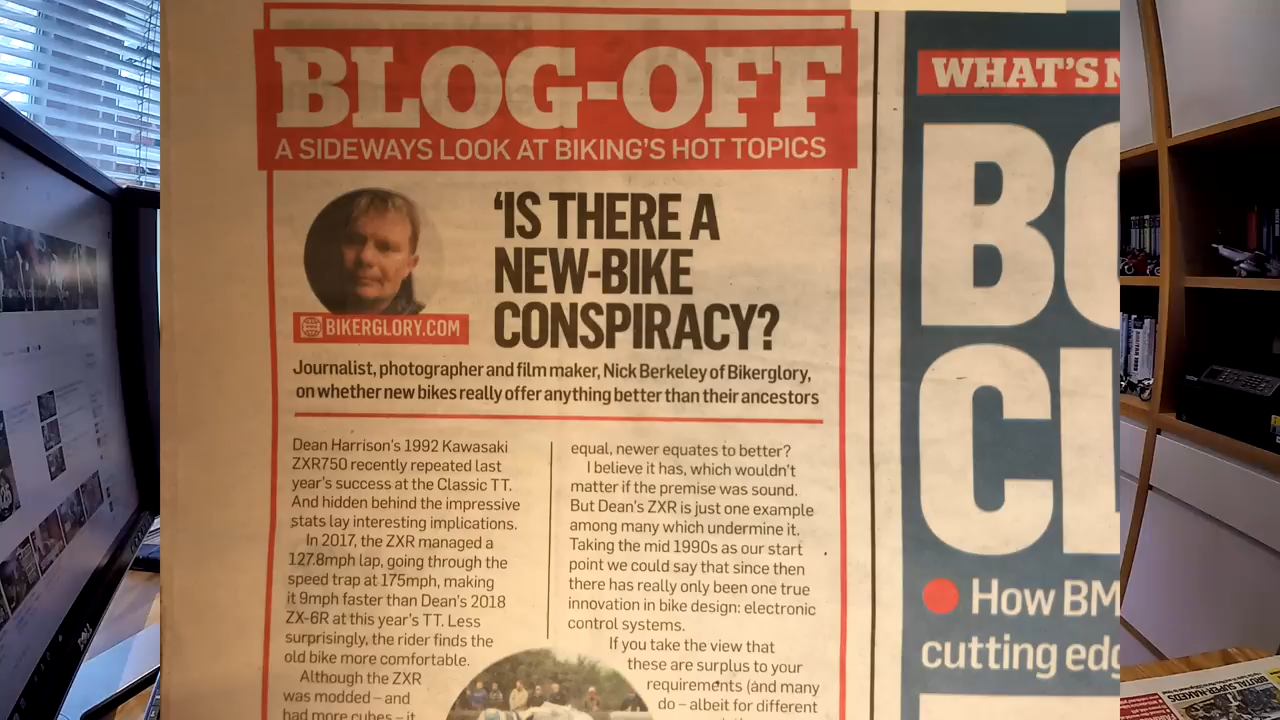 BLOG-OFF
A SIDEWAYS LOOK AT BIKING'S HOT TOPICS
BIKERGLORY.COM
'IS THERE A
NEW-BIKE
CONSPIRACY?
Journalist, photographer and film maker, Nick Berkeley of Bikerglory,
on whether new bikes really offer anything better than their ancestors
Dean Harrison's 1992 Kawasaki
ZXR750 recently repeated last
year's success at the Classic TT.
And hidden behind the impressive
stats lay interesting implications.
In 2017, the ZXR managed a
127.8mph lap, going through the
speed trap at 175mph, making
it 9mph faster than Dean's 2018
ZX-6R at this year's TT. Less
surprisingly, the rider finds the
old bike more comfortable.
Although the ZXR
was modded – and
had more cubes – it
equal, newer equates to better?
I believe it has, which wouldn't
matter if the premise was sound.
But Dean's ZXR is just one example
among many which undermine it.
Taking the mid 1990s as our start
point we could say that since then
there has really only been one true
innovation in bike design: electronic
control systems.
If you take the view that
these are surplus to your
requirements (and many
do – albeit for different
WHAT'S N
BO
CL
How BM
cutting edg
BRUTAL SUPER-NAKEDS
DELL